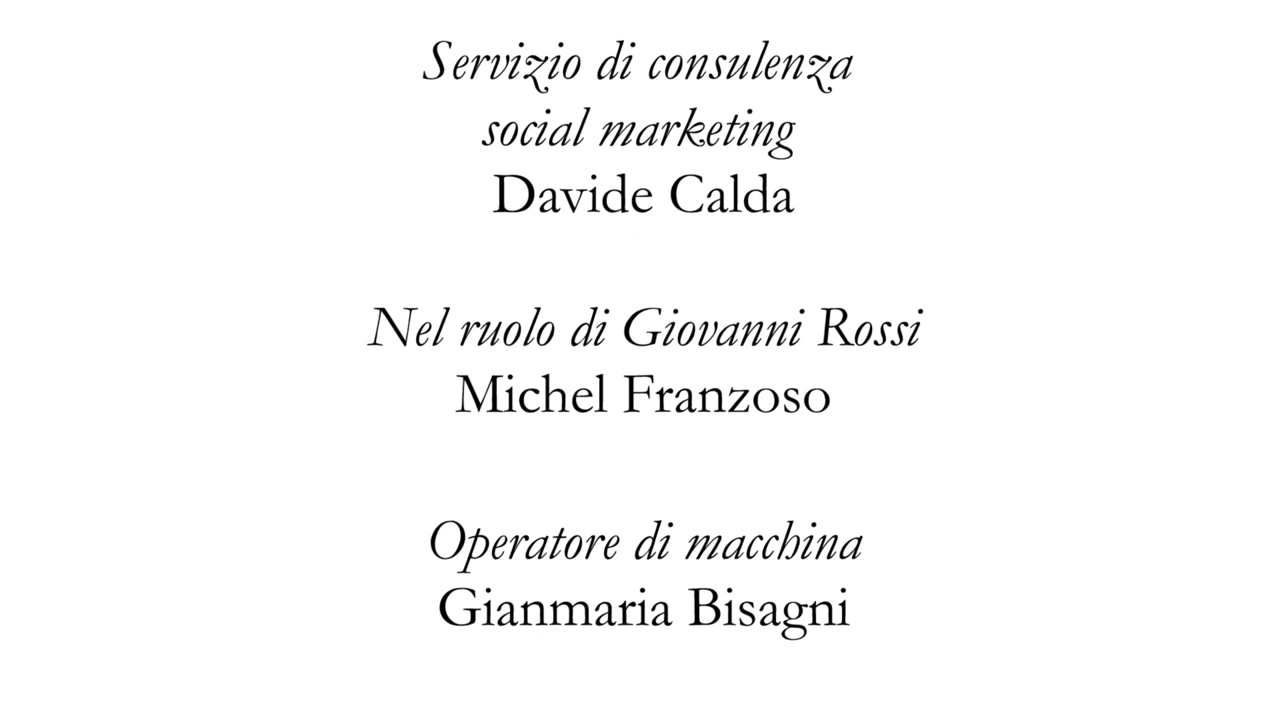 Servizio di consulenza
social marketing
Davide Calda
Nel ruolo di Giovanni Rossi
Michel Franzoso
Operatore di macchina
Gianmaria Bisagni